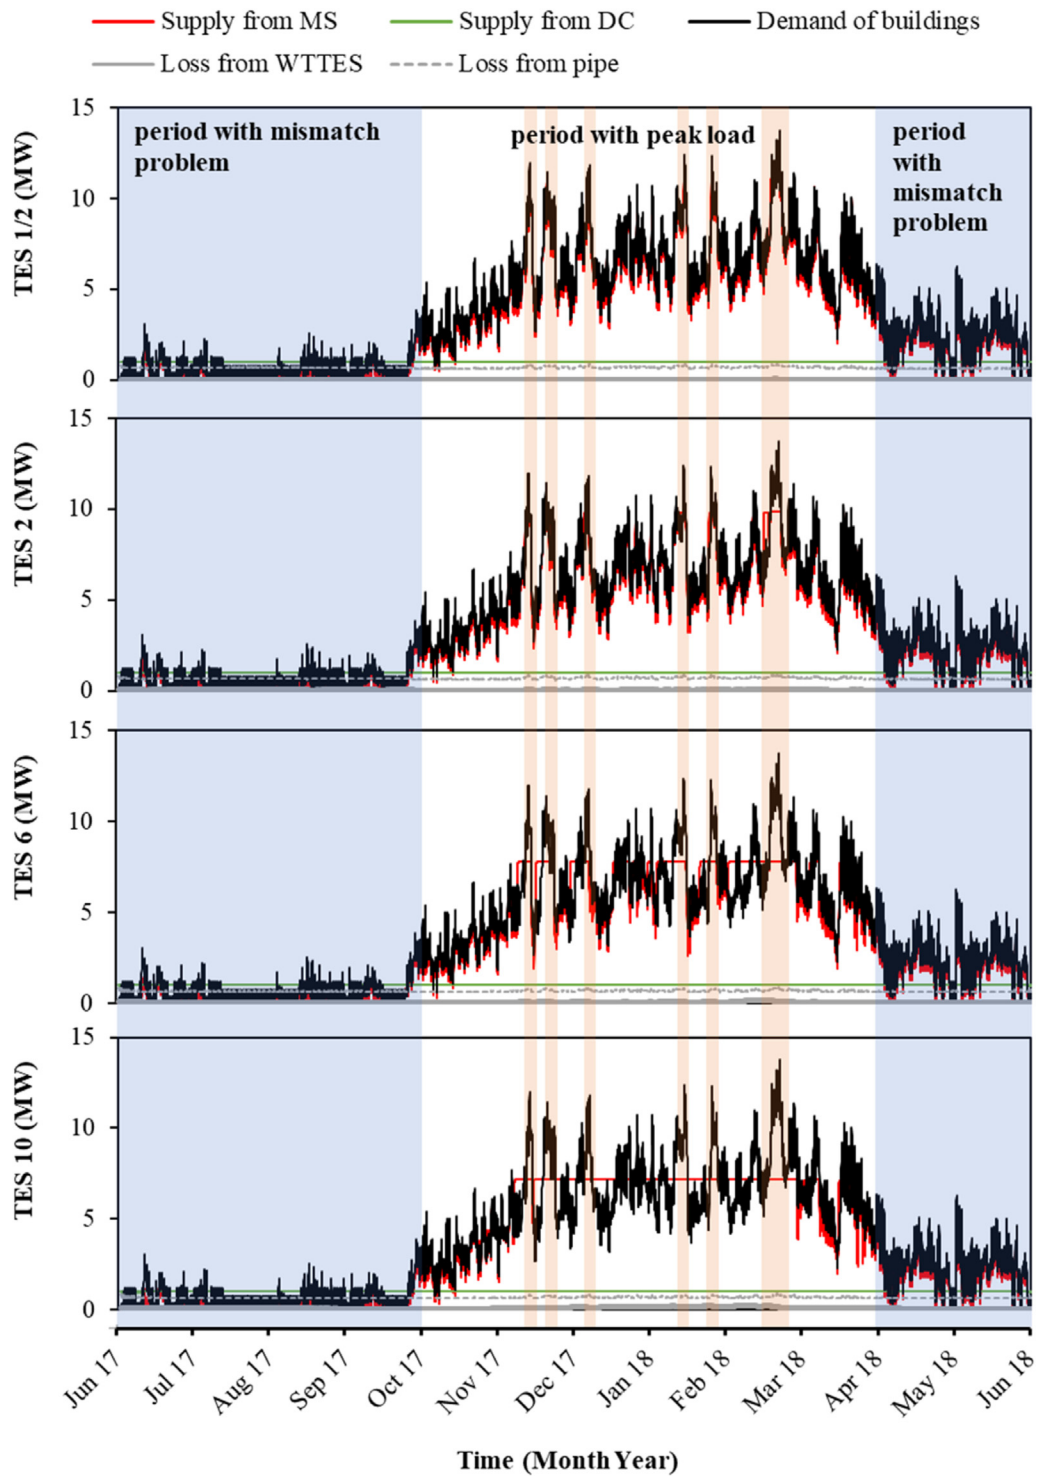 Supply from MS Supply from DC Demand of buildings
Loss from WTTES Loss from pipe
TES 1/2 (MW)
15
10
5
0
period with mismatch
problem
period with peak load
period
with
mismatch
problem
TES 2 (MW)
15
10
5
0
TES 6 (MW)
15
10
5
0
TES 10 (MW)
15
10
5
0
Jun 17 Jul 17 Aug 17 Sep 17 Oct 17 Nov 17 Dec 17 Jan 18 Feb 18 Mar 18 Apr 18 May 18 Jun 18
Time (Month Year)